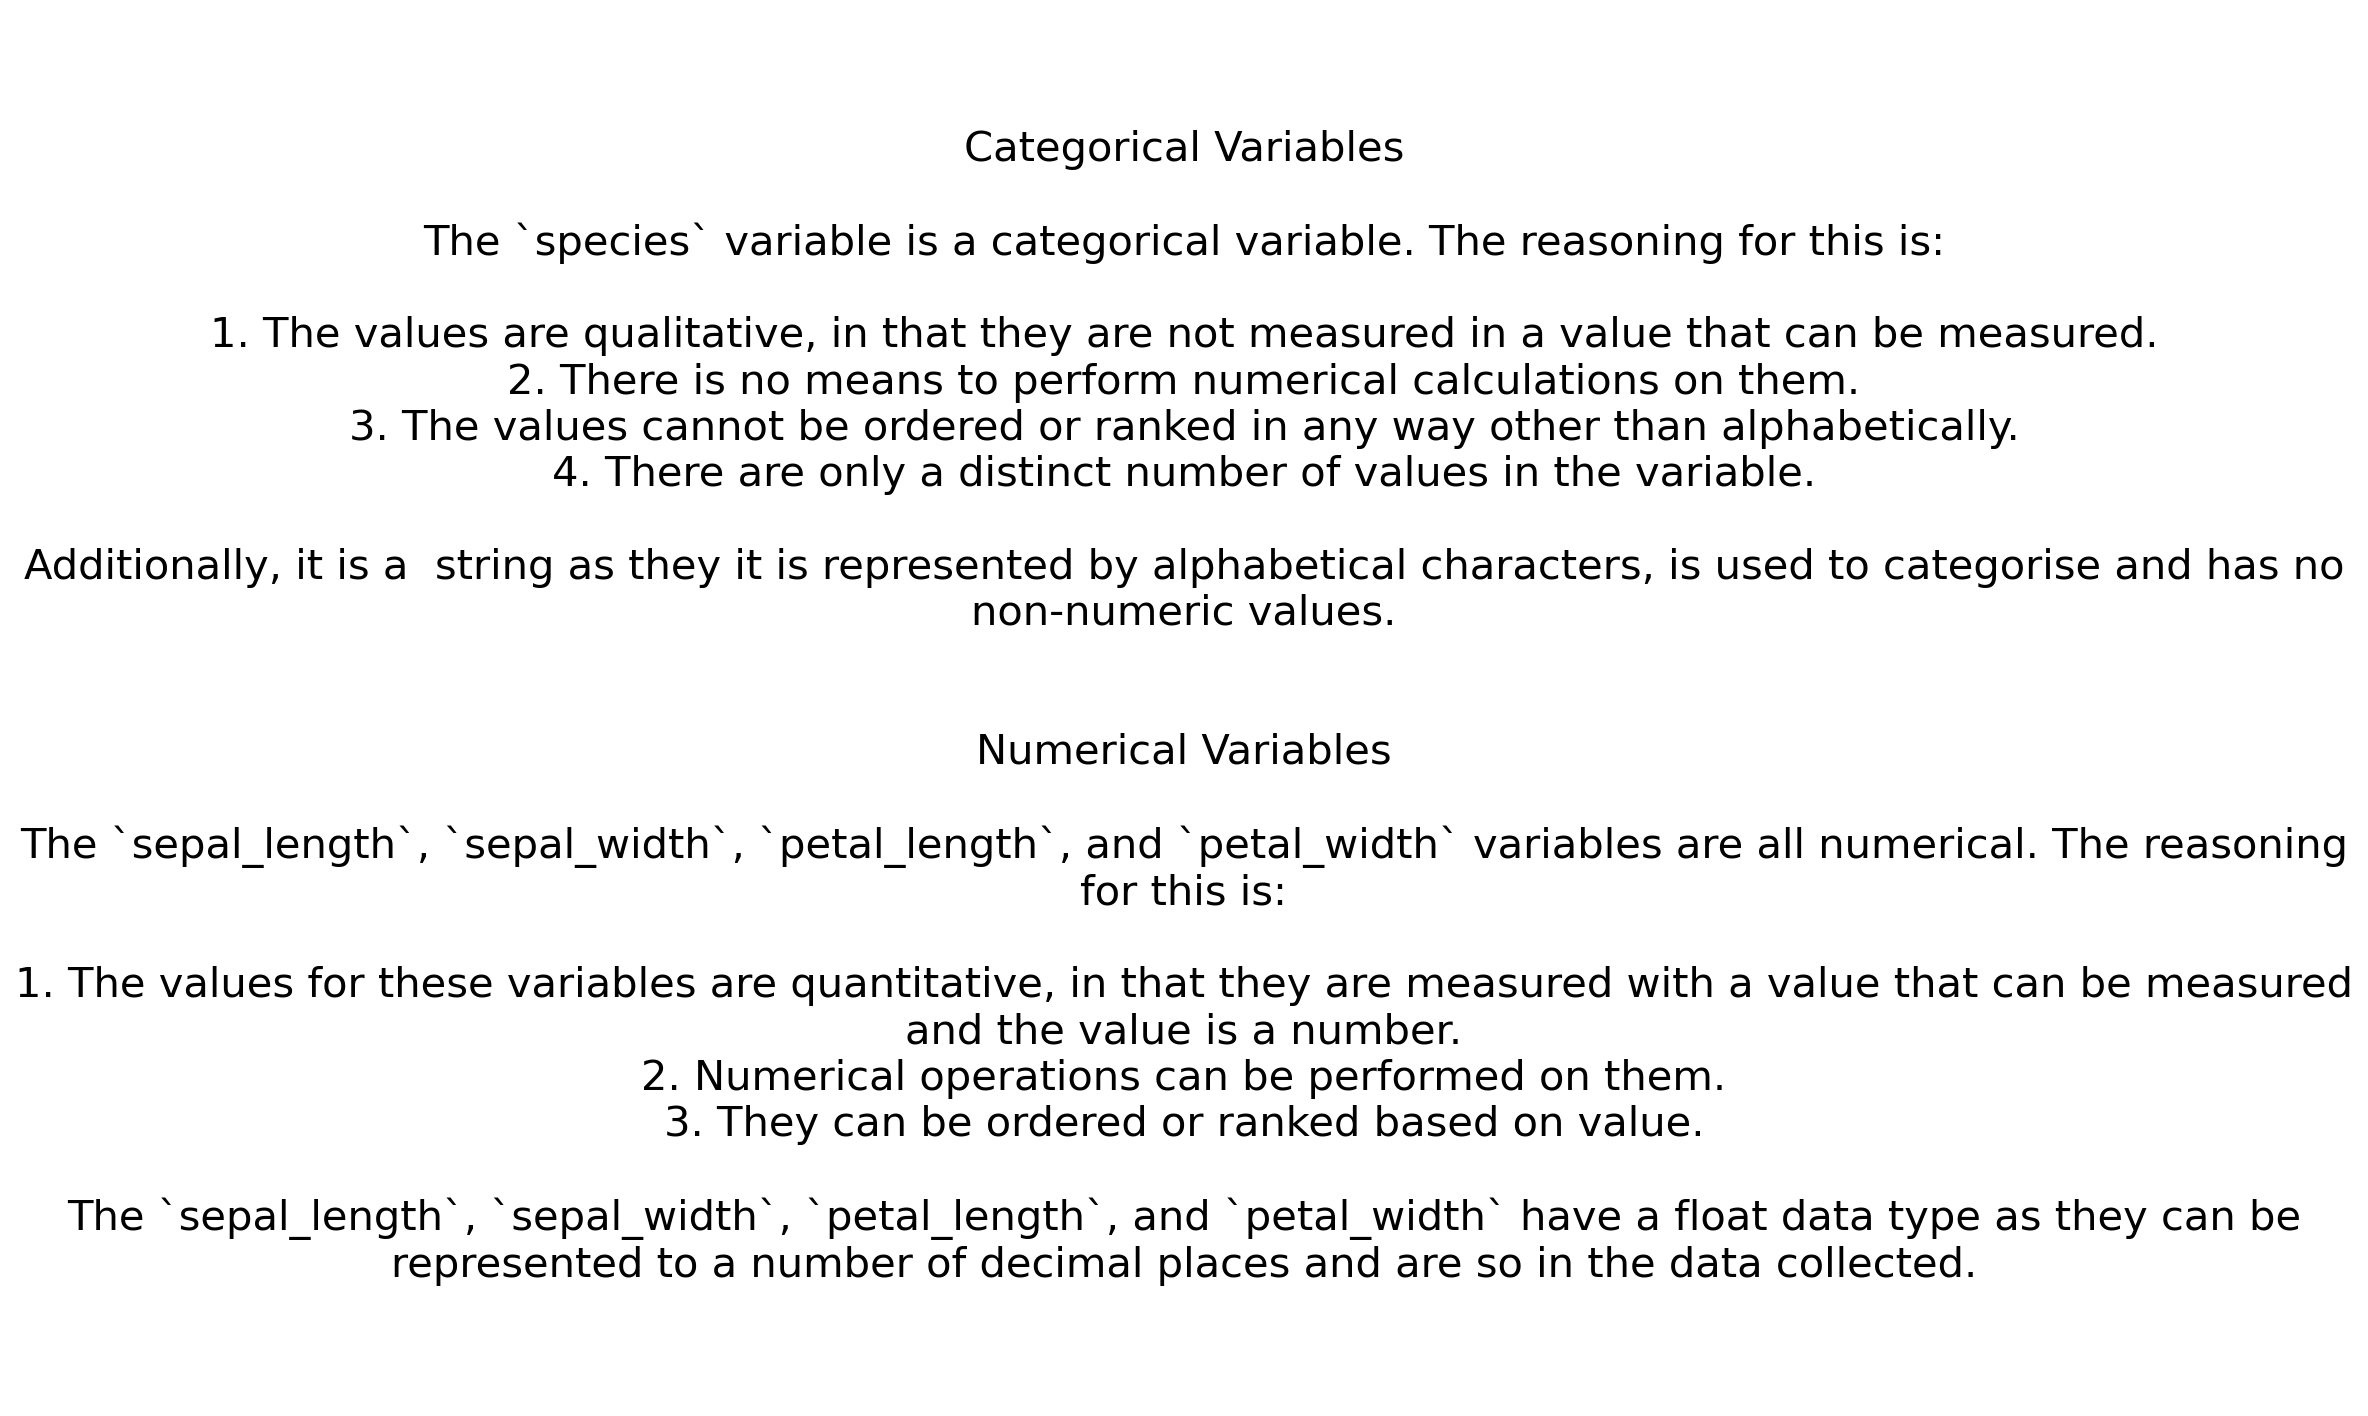 Categorical Variables
The `species` variable is a categorical variable. The reasoning for this is:
1. The values are qualitative, in that they are not measured in a value that can be measured.
2. There is no means to perform numerical calculations on them.
3. The values cannot be ordered or ranked in any way other than alphabetically.
4. There are only a distinct number of values in the variable.
Additionally, it is a  string as they it is represented by alphabetical characters, is used to categorise and has no
non-numeric values.
Numerical Variables
The `sepal_length`, `sepal_width`, `petal_length`, and `petal_width` variables are all numerical. The reasoning
for this is:
1. The values for these variables are quantitative, in that they are measured with a value that can be measured
and the value is a number.
2. Numerical operations can be performed on them.
3. They can be ordered or ranked based on value.
The `sepal_length`, `sepal_width`, `petal_length`, and `petal_width` have a float data type as they can be
represented to a number of decimal places and are so in the data collected.